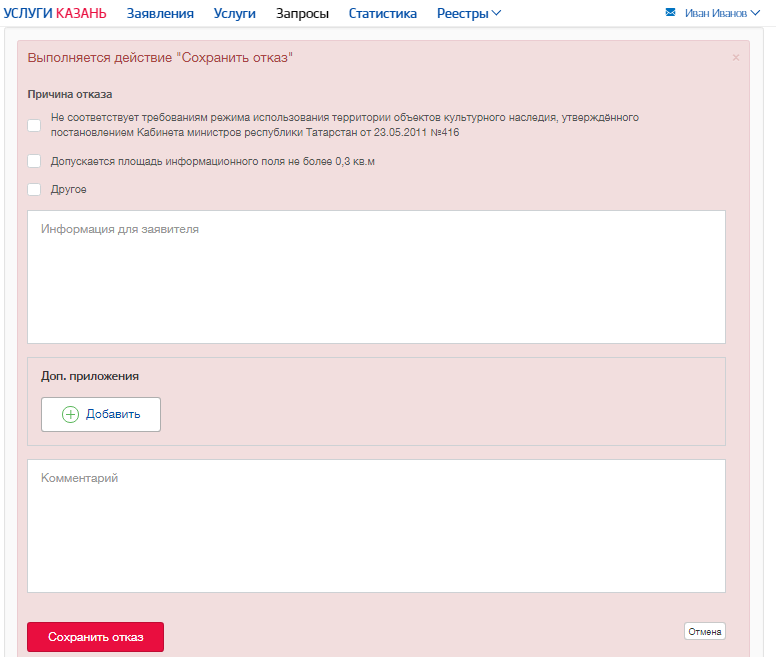 УСЛУГИ КАЗАНЬ Заявления Услуги Запросы Статистика Реестры Иван Иванов
Выполняется действие "Сохранить отказ" ×
Причина отказа
Не соответствует требованиям режима использования территории объектов культурного наследия, утверждённого
постановлением Кабинета министров республики Татарстан от 23.05.2011 №416
Допускается площадь информационного поля не более 0,3 кв.м
Другое
Информация для заявителя
Доп. приложения
Добавить
Комментарий
Сохранить отказ Отмена